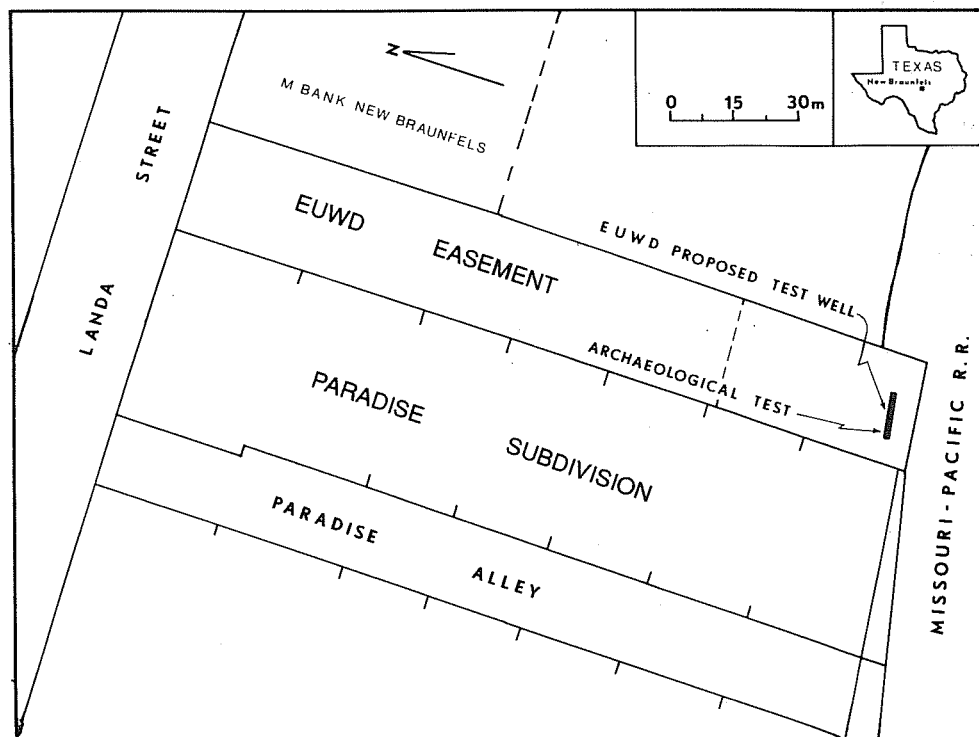 N
M BANK NEW BRAUNFELS
0 15 30m
TEXAS
New Braunfels
LANDA STREET
EUWD EASEMENT
EUWD PROPOSED TEST WELL
ARCHAEOLOGICAL TEST
PARADISE SUBDIVISION
PARADISE ALLEY
MISSOURI-PACIFIC R.R.